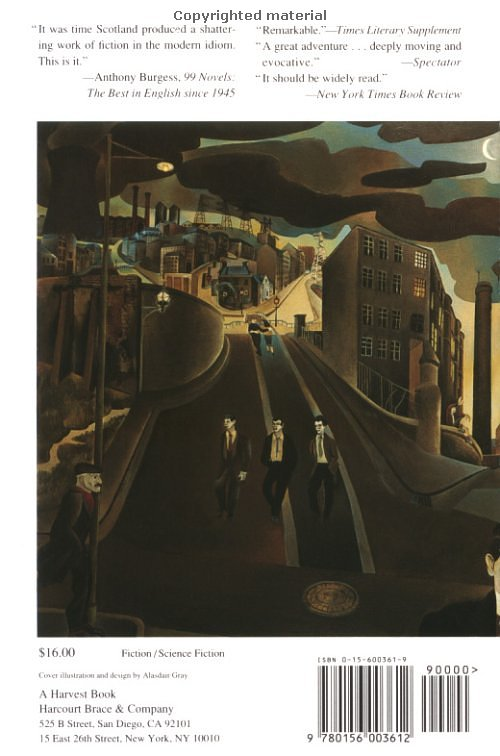 Copyrighted material
"It was time Scotland produced a shatter-
ing work of fiction in the modern idiom.
This is it."
—Anthony Burgess, 99 Novels:
The Best in English since 1945
"Remarkable."—Times Literary Supplement
"A great adventure . . . deeply moving and
evocative." —Spectator
"It should be widely read."
—New York Times Book Review
$16.00 Fiction/Science Fiction
Cover illustration and design by Alasdair Gray
A Harvest Book
Harcourt Brace & Company
525 B Street, San Diego, CA 92101
15 East 26th Street, New York, NY 10010
ISBN 0-15-600361-9
90000>
9 780156 003612